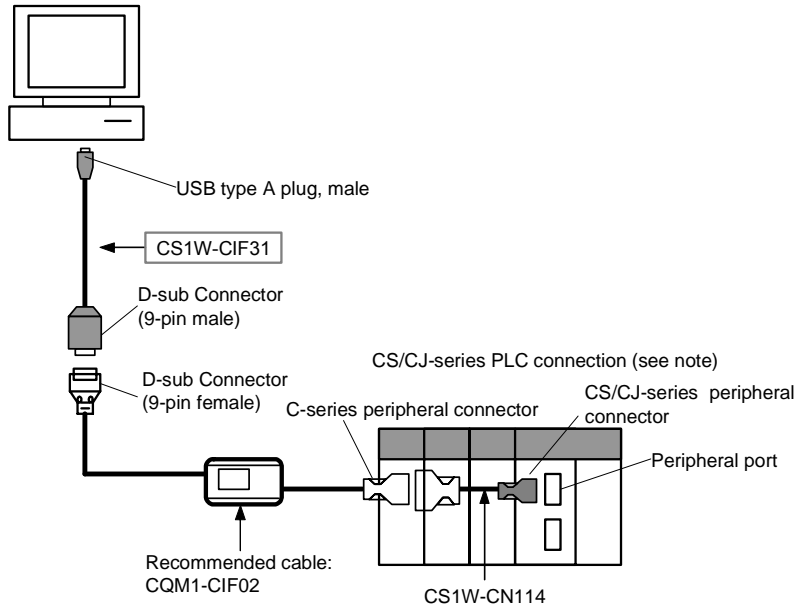 USB type A plug, male
CS1W-CIF31
D-sub Connector
(9-pin male)
CS/CJ-series PLC connection (see note)
D-sub Connector
(9-pin female)
CS/CJ-series peripheral
connector
C-series peripheral connector
Peripheral port
Recommended cable:
CQM1-CIF02
CS1W-CN114